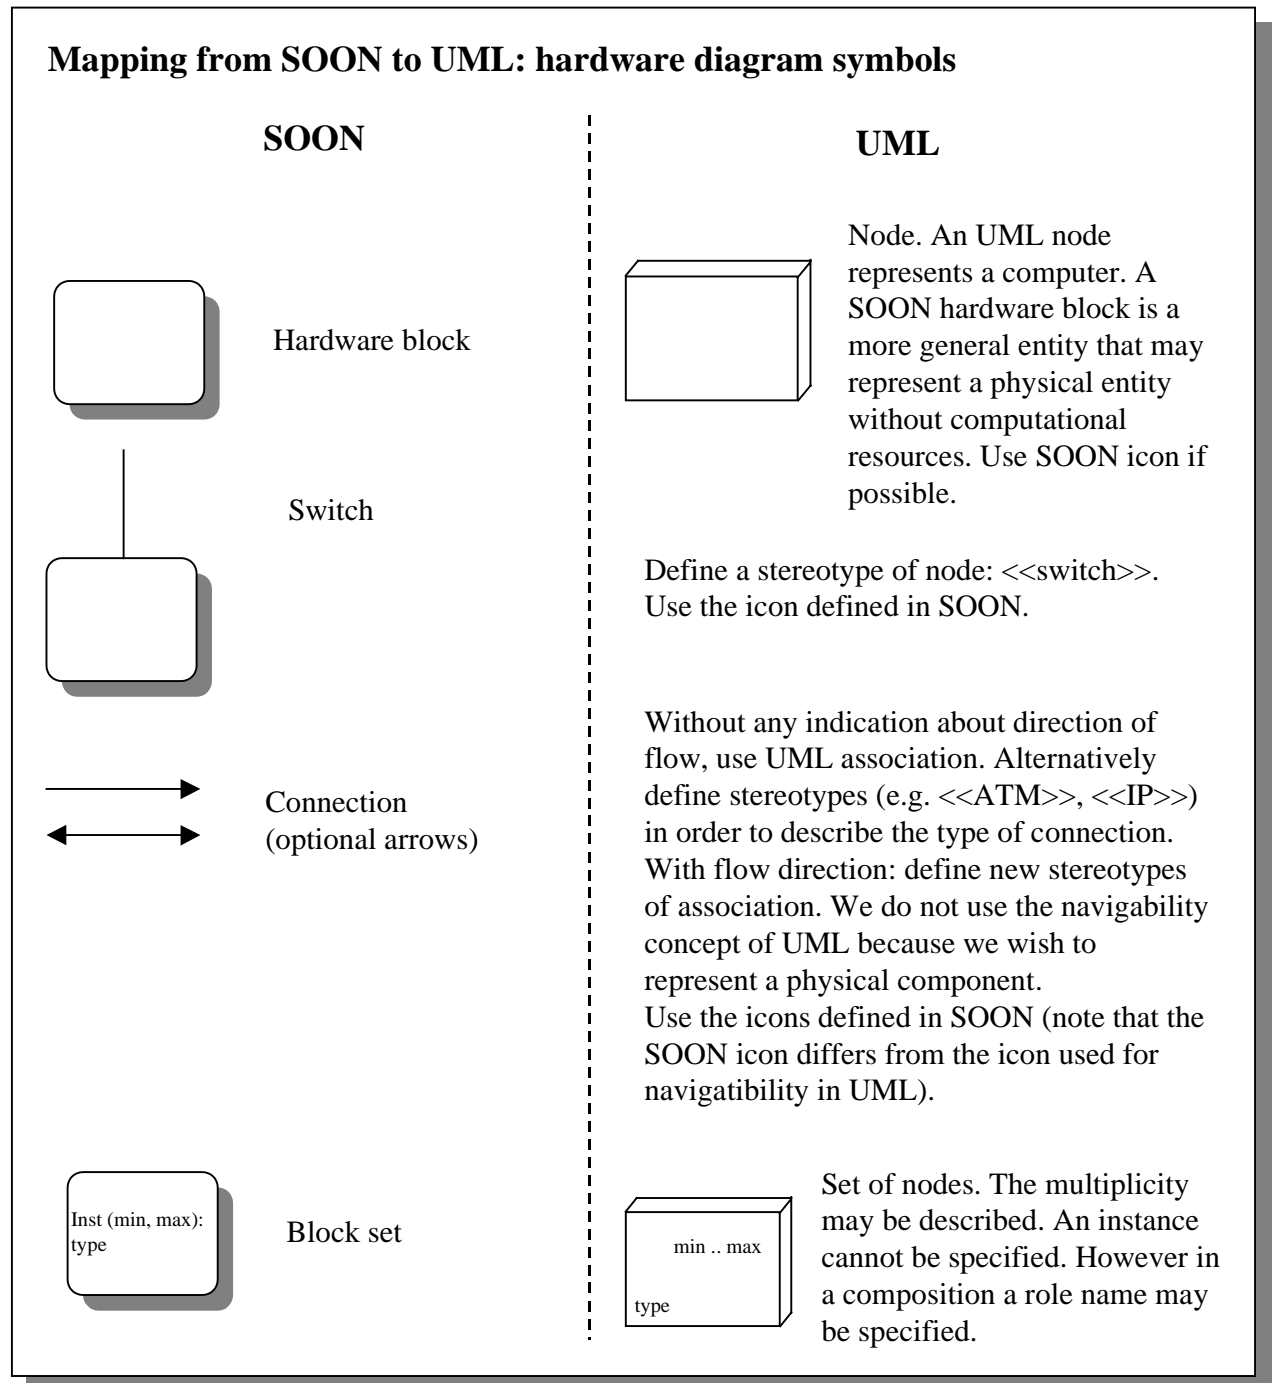 Mapping from SOON to UML: hardware diagram symbols
SOON
UML
Hardware block
Node. An UML node
represents a computer. A
SOON hardware block is a
more general entity that may
represent a physical entity
without computational
resources. Use SOON icon if
possible.
Switch
Define a stereotype of node: <<switch>>.
Use the icon defined in SOON.
Connection
(optional arrows)
Without any indication about direction of
flow, use UML association. Alternatively
define stereotypes (e.g. <<ATM>>, <<IP>>)
in order to describe the type of connection.
With flow direction: define new stereotypes
of association. We do not use the navigability
concept of UML because we wish to
represent a physical component.
Use the icons defined in SOON (note that the
SOON icon differs from the icon used for
navigatibility in UML).
Inst (min, max):
type
Block set
min .. max
type
Set of nodes. The multiplicity
may be described. An instance
cannot be specified. However in
a composition a role name may
be specified.